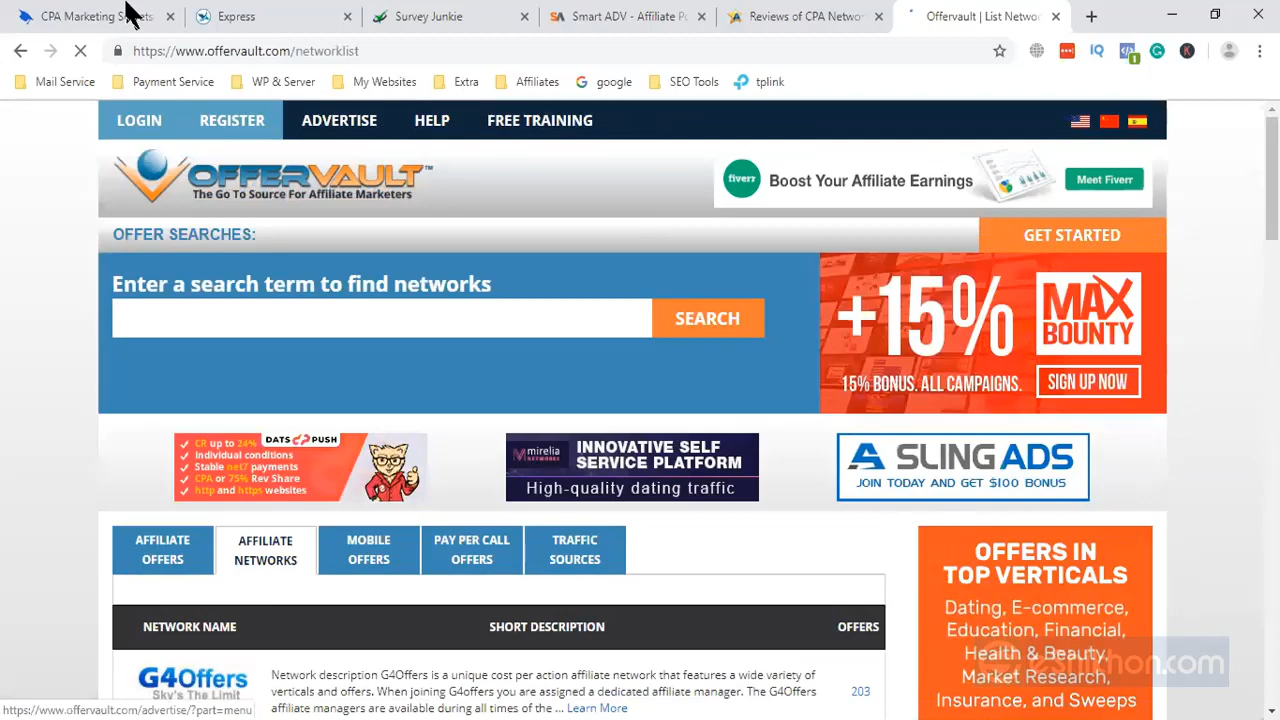 CPA Marketing Se
Express
Survey Junkie
Smart ADV - Affiliate P
Reviews of CPA Netwo
Offervault | List Netwo
https://www.offervault.com/networklist
Mail Service
Payment Service
WP & Server
My Websites
Extra
Affiliates
google
SEO Tools
tplink
LOGIN
REGISTER
ADVERTISE
HELP
FREE TRAINING
OFFERVAULT™
The Go To Source For Affiliate Marketers
fiverr
Boost Your Affiliate Earnings
Meet Fiverr
OFFER SEARCHES:
GET STARTED
Enter a search term to find networks
SEARCH
+15%
MAX
BOUNTY
15% BONUS. ALL CAMPAIGNS.
SIGN UP NOW
DATS PUSH
CR up to 24%
Individual conditions
Stable net7 payments
CPA or 75% Rev Share
http and https websites
mirelia
NETWORKS
INNOVATIVE SELF
SERVICE PLATFORM
High-quality dating traffic
SLINGADS
JOIN TODAY AND GET $100 BONUS
AFFILIATE
OFFERS
AFFILIATE
NETWORKS
MOBILE
OFFERS
PAY PER CALL
OFFERS
TRAFFIC
SOURCES
NETWORK NAME
SHORT DESCRIPTION
OFFERS
G4Offers
Sky's The Limit
Network description G4Offers is a unique cost per action affiliate network that features a wide variety of
verticals and offers. When joining G4offers you are assigned a dedicated affiliate manager. The G4Offers
affiliate managers are available during all times of the ... Learn More
203
OFFERS IN
TOP VERTICALS
Dating, E-commerce,
Education, Financial,
Health & Beauty,
Market Research,
Insurance, and Sweeps
https://www.offervault.com/advertise/?part=menu